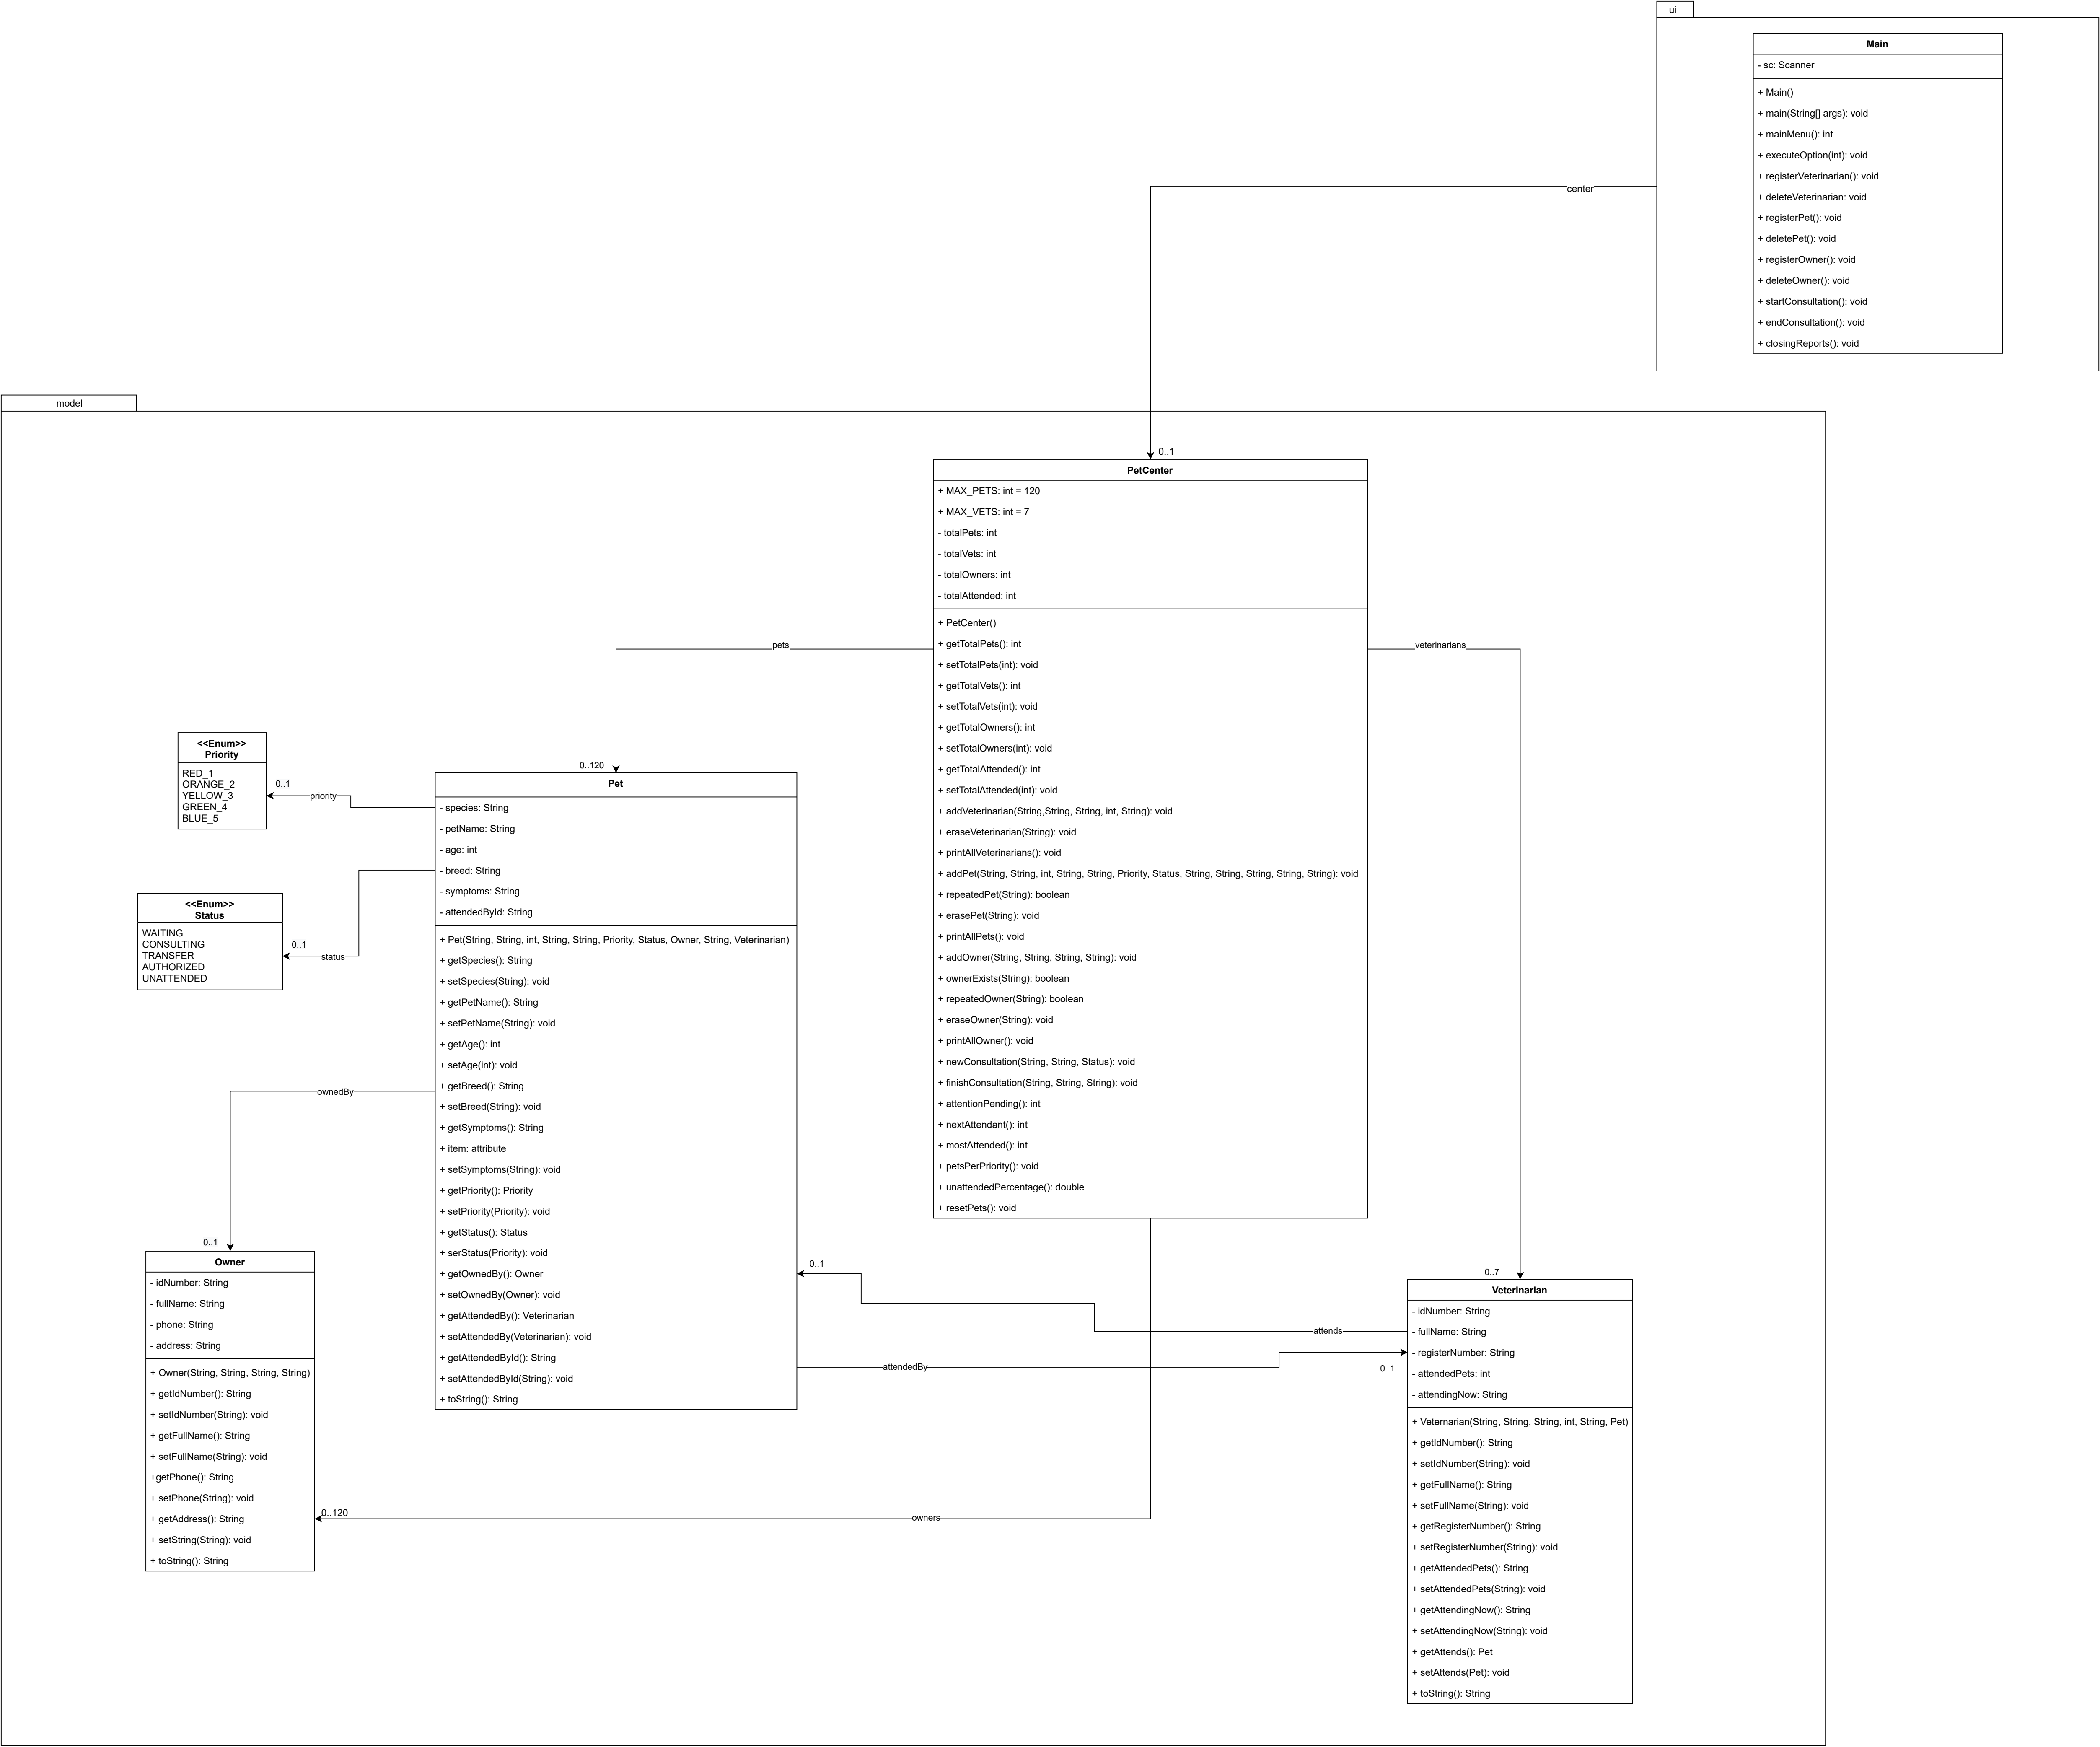 ui
Main
- sc: Scanner
+ Main()
+ main(String[] args): void
+ mainMenu(): int
+ executeOption(int): void
+ registerVeterinarian(): void
+ deleteVeterinarian: void
+ registerPet(): void
+ deletePet(): void
+ registerOwner(): void
+ deleteOwner(): void
+ startConsultation(): void
+ endConsultation(): void
+ closingReports(): void
center
model
0..1
PetCenter
+ MAX_PETS: int = 120
+ MAX_VETS: int = 7
- totalPets: int
- totalVets: int
- totalOwners: int
- totalAttended: int
+ PetCenter()
+ getTotalPets(): int
+ setTotalPets(int): void
+ getTotalVets(): int
+ setTotalVets(int): void
+ getTotalOwners(): int
+ setTotalOwners(int): void
+ getTotalAttended(): int
+ setTotalAttended(int): void
+ addVeterinarian(String,String, String, int, String): void
+ eraseVeterinarian(String): void
+ printAllVeterinarians(): void
+ addPet(String, String, int, String, String, Priority, Status, String, String, String, String, String): void
+ repeatedPet(String): boolean
+ erasePet(String): void
+ printAllPets(): void
+ addOwner(String, String, String, String): void
+ ownerExists(String): boolean
+ repeatedOwner(String): boolean
+ eraseOwner(String): void
+ printAllOwner(): void
+ newConsultation(String, String, Status): void
+ finishConsultation(String, String, String): void
+ attentionPending(): int
+ nextAttendant(): int
+ mostAttended(): int
+ petsPerPriority(): void
+ unattendedPercentage(): double
+ resetPets(): void
pets
veterinarians
<<Enum>>
Priority
RED_1
ORANGE_2
YELLOW_3
GREEN_4
BLUE_5
0..1
priority
<<Enum>>
Status
WAITING
CONSULTING
TRANSFER
AUTHORIZED
UNATTENDED
0..1
status
0..120
Pet
- species: String
- petName: String
- age: int
- breed: String
- symptoms: String
- attendedById: String
+ Pet(String, String, int, String, String, Priority, Status, Owner, String, Veterinarian)
+ getSpecies(): String
+ setSpecies(String): void
+ getPetName(): String
+ setPetName(String): void
+ getAge(): int
+ setAge(int): void
+ getBreed(): String
+ setBreed(String): void
+ getSymptoms(): String
+ item: attribute
+ setSymptoms(String): void
+ getPriority(): Priority
+ setPriority(Priority): void
+ getStatus(): Status
+ serStatus(Priority): void
+ getOwnedBy(): Owner
+ setOwnedBy(Owner): void
+ getAttendedBy(): Veterinarian
+ setAttendedBy(Veterinarian): void
+ getAttendedById(): String
+ setAttendedById(String): void
+ toString(): String
ownedBy
0..1
Owner
- idNumber: String
- fullName: String
- phone: String
- address: String
+ Owner(String, String, String, String)
+ getIdNumber(): String
+ setIdNumber(String): void
+ getFullName(): String
+ setFullName(String): void
+getPhone(): String
+ setPhone(String): void
+ getAddress(): String
+ setString(String): void
+ toString(): String
0..120
owners
0..1
attends
attendedBy
0..1
0..7
Veterinarian
- idNumber: String
- fullName: String
- registerNumber: String
- attendedPets: int
- attendingNow: String
+ Veternarian(String, String, String, int, String, Pet)
+ getIdNumber(): String
+ setIdNumber(String): void
+ getFullName(): String
+ setFullName(String): void
+ getRegisterNumber(): String
+ setRegisterNumber(String): void
+ getAttendedPets(): String
+ setAttendedPets(String): void
+ getAttendingNow(): String
+ setAttendingNow(String): void
+ getAttends(): Pet
+ setAttends(Pet): void
+ toString(): String